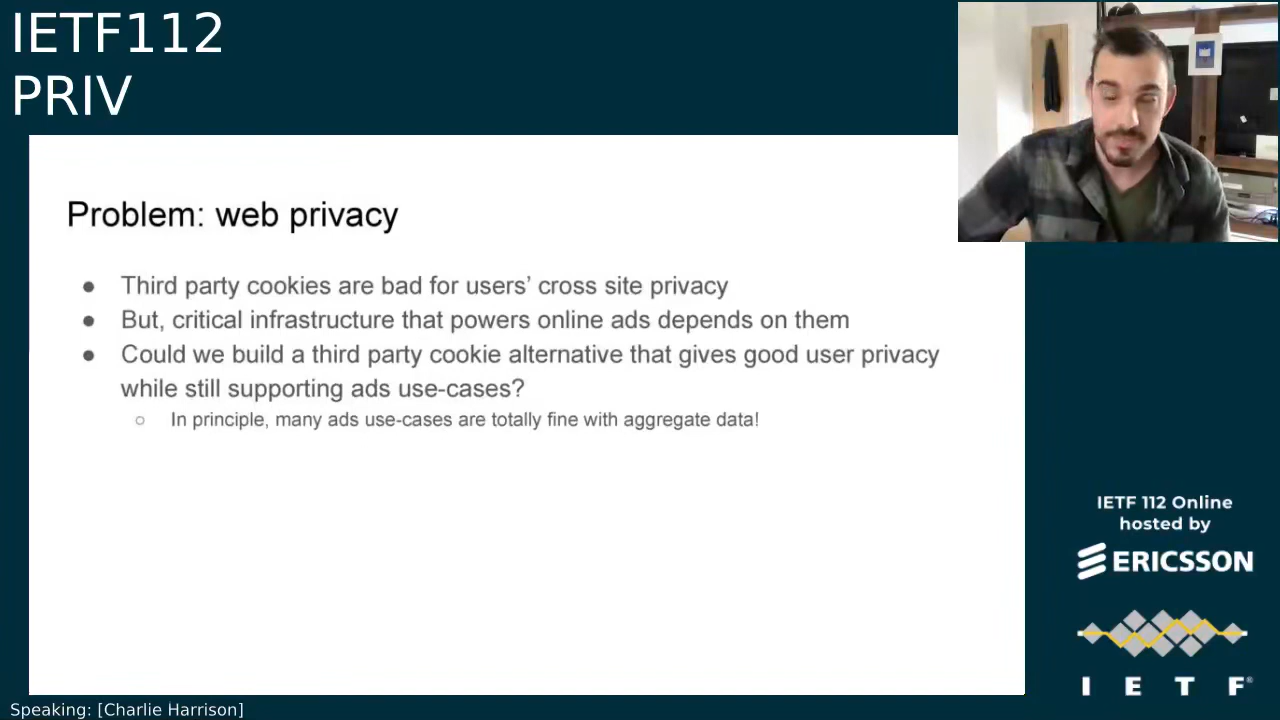 IETF112
PRIV
Problem: web privacy
● Third party cookies are bad for users’ cross site privacy
● But, critical infrastructure that powers online ads depends on them
● Could we build a third party cookie alternative that gives good user privacy
while still supporting ads use-cases?
○ In principle, many ads use-cases are totally fine with aggregate data!
IETF 112 Online
hosted by
ERICSSON
I E T F®
Speaking: [Charlie Harrison]